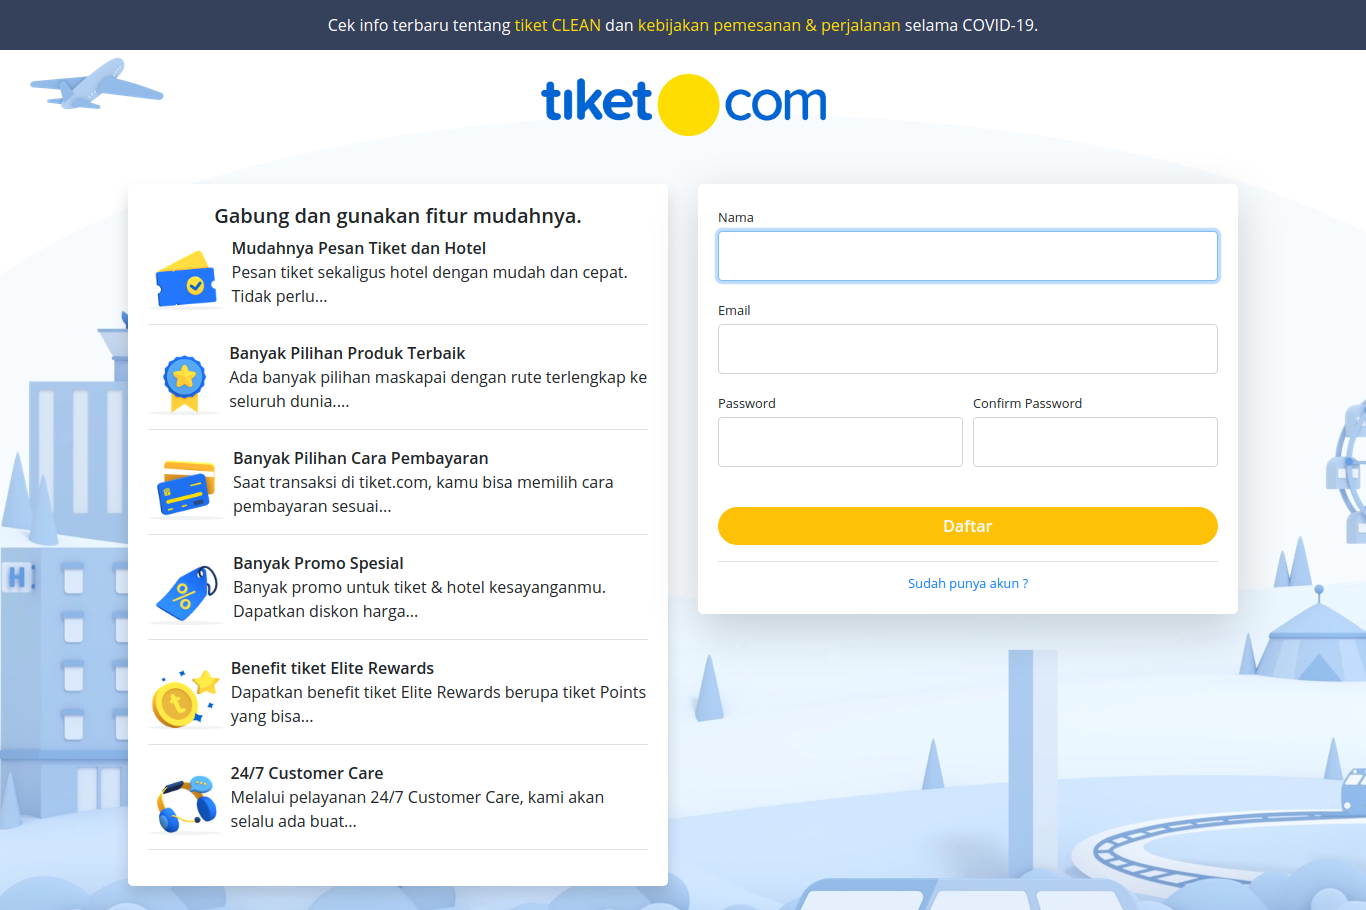 Cek info terbaru tentang tiket CLEAN dan kebijakan pemesanan & perjalanan selama COVID-19.
tiket com
Gabung dan gunakan fitur mudahnya.
Mudahnya Pesan Tiket dan Hotel
Pesan tiket sekaligus hotel dengan mudah dan cepat.
Tidak perlu...
Banyak Pilihan Produk Terbaik
Ada banyak pilihan maskapai dengan rute terlengkap ke
seluruh dunia....
Banyak Pilihan Cara Pembayaran
Saat transaksi di tiket.com, kamu bisa memilih cara
pembayaran sesuai...
Banyak Promo Spesial
Banyak promo untuk tiket & hotel kesayanganmu.
Dapatkan diskon harga...
Benefit tiket Elite Rewards
Dapatkan benefit tiket Elite Rewards berupa tiket Points
yang bisa...
24/7 Customer Care
Melalui pelayanan 24/7 Customer Care, kami akan
selalu ada buat...
Nama
Email
Password Confirm Password
Daftar
Sudah punya akun ?
H